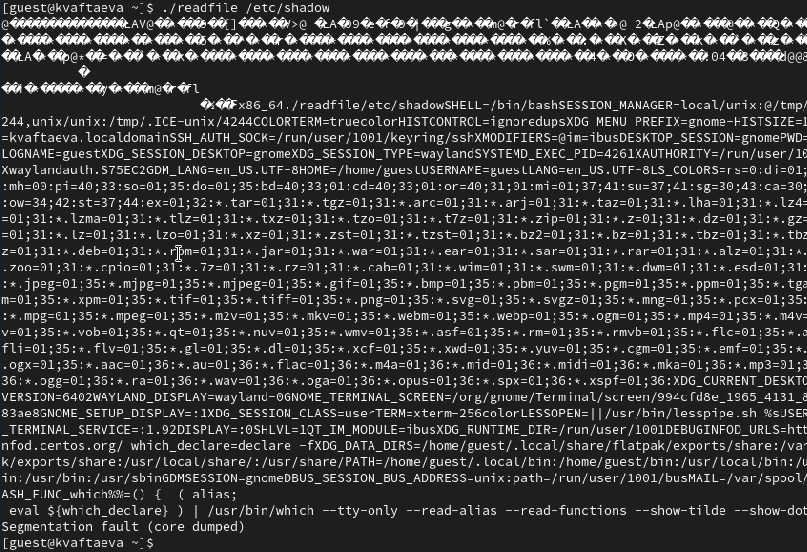 [guest@kvaftaeva ~]$ ./readfile /etc/shadow
x86_64./readfile/etc/shadowSHELL=/bin/bashSESSION_MANAGER=local/unix:@/tmp/
244,unix/unix:/tmp/.ICE-unix/4244COLORTERM=truecolorHISTCONTROL=ignoredupsXDG MENU PREFIX=gnome-HISTSIZE=1
=kvaftaeva.localdomainSSH_AUTH_SOCK=/run/user/1001/keyring/sshXMODIFIERS=@im=ibusDESKTOP_SESSION=gnomePWD=
LOGNAME=guestXDG_SESSION_DESKTOP=gnomeXDG_SESSION_TYPE=waylandSYSTEMD_EXEC_PID=4261XAUTHORITY=/run/user/10
Xwaylandauth.S75EC2GDM_LANG=en_US.UTF-8HOME=/home/guestUSERNAME=guestLANG=en_US.UTF-8LS_COLORS=rs=0:di=01;
:mh=00:pi=40;33:so=01;35:do=01;35:bd=40;33;01:cd=40;33;01:or=40;31;01:mi=01;37;41:su=37;41:sg=30;43:ca=30;
:ow=34;42:st=37;44:ex=01;32:*.tar=01;31:*.tgz=01;31:*.arc=01;31:*.arj=01;31:*.taz=01;31:*.lha=01;31:*.lz4=
=01;31:*.lzma=01;31:*.tlz=01;31:*.txz=01;31:*.tzo=01;31:*.t7z=01;31:*.zip=01;31:*.z=01;31:*.dz=01;31:*.gz=
=01;31:*.lz=01;31:*.lzo=01;31:*.xz=01;31:*.zst=01;31:*.tzst=01;31:*.bz2=01;31:*.bz=01;31:*.tbz=01;31:*.tbz
z=01;31:*.deb=01;31:*.rpm=01;31:*.jar=01;31:*.war=01;31:*.ear=01;31:*.sar=01;31:*.rar=01;31:*.alz=01;31:*.
.zoo=01;31:*.cpio=01;31:*.7z=01;31:*.rz=01;31:*.cab=01;31:*.wim=01;31:*.swm=01;31:*.dwm=01;31:*.esd=01;31:
:*.jpeg=01;35:*.mjpg=01;35:*.mjpeg=01;35:*.gif=01;35:*.bmp=01;35:*.pbm=01;35:*.pgm=01;35:*.ppm=01;35:*.tga
m=01;35:*.xpm=01;35:*.tif=01;35:*.tiff=01;35:*.png=01;35:*.svg=01;35:*.svgz=01;35:*.mng=01;35:*.pcx=01;35:
:*.mpg=01;35:*.mpeg=01;35:*.m2v=01;35:*.mkv=01;35:*.webm=01;35:*.webp=01;35:*.ogm=01;35:*.mp4=01;35:*.m4v=
v=01;35:*.vob=01;35:*.qt=01;35:*.nuv=01;35:*.wmv=01;35:*.asf=01;35:*.rm=01;35:*.rmvb=01;35:*.flc=01;35:*.a
fli=01;35:*.flv=01;35:*.gl=01;35:*.dl=01;35:*.xcf=01;35:*.xwd=01;35:*.yuv=01;35:*.cgm=01;35:*.emf=01;35:*.
.ogx=01;35:*.aac=01;36:*.au=01;36:*.flac=01;36:*.m4a=01;36:*.mid=01;36:*.midi=01;36:*.mka=01;36:*.mp3=01;3
36:*.ogg=01;36:*.ra=01;36:*.wav=01;36:*.oga=01;36:*.opus=01;36:*.spx=01;36:*.xspf=01;36:XDG_CURRENT_DESKTO
VERSION=6402WAYLAND_DISPLAY=wayland-0GNOME_TERMINAL_SCREEN=/org/gnome/Terminal/screen/994cfd8e_1965_4131_8
83ae8GNOME_SETUP_DISPLAY=:1XDG_SESSION_CLASS=userTERM=xterm-256colorLESSOPEN=||/usr/bin/lesspipe.sh %sUSER
_TERMINAL_SERVICE=:1.92DISPLAY=:0SHLVL=1QT_IM_MODULE=ibusXDG_RUNTIME_DIR=/run/user/1001DEBUGINFOD_URLS=htt
nfod.centos.org/ which_declare=declare -fXDG_DATA_DIRS=/home/guest/.local/share/flatpak/exports/share:/var
k/exports/share:/usr/local/share/:/usr/share/PATH=/home/guest/.local/bin:/home/guest/bin:/usr/local/bin:/u
in:/usr/bin:/usr/sbinGDMSESSION=gnomeDBUS_SESSION_BUS_ADDRESS=unix:path=/run/user/1001/busMAIL=/var/spool/
ASH_FUNC_which%%=() { ( alias;
eval ${which_declare} ) | /usr/bin/which --tty-only --read-alias --read-functions --show-tilde --show-dot
Segmentation fault (core dumped)
[guest@kvaftaeva ~]$